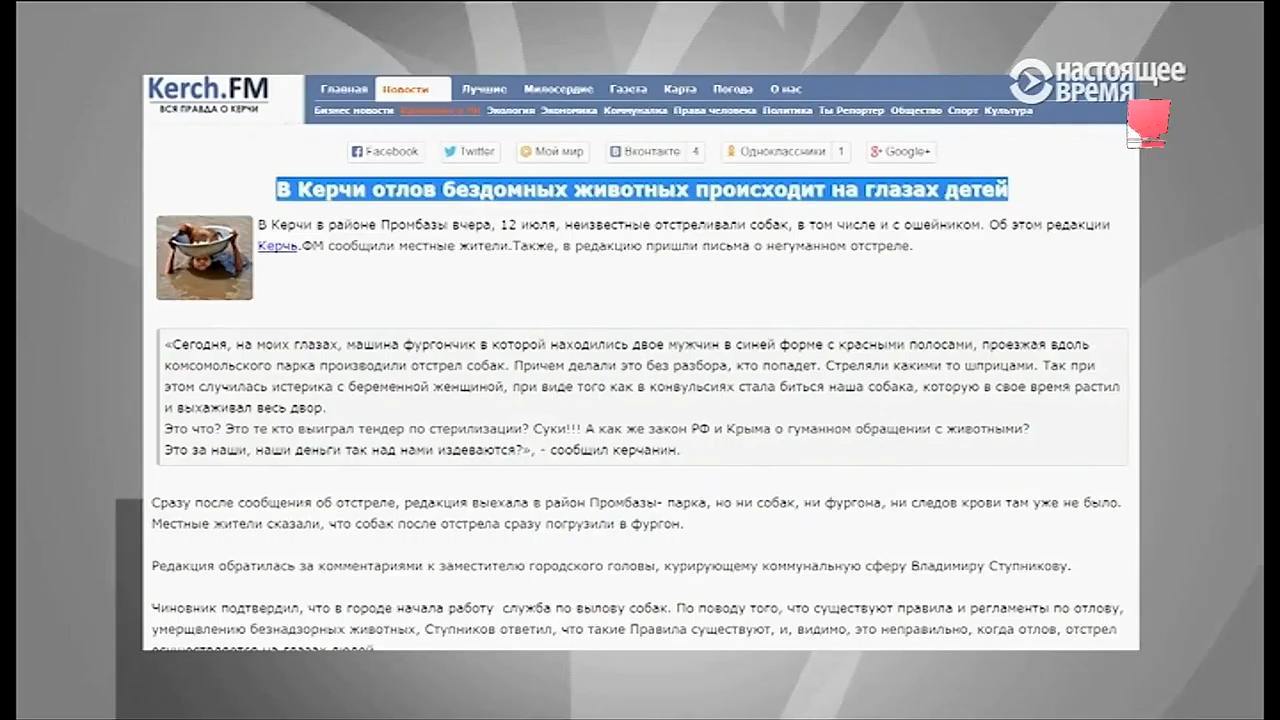 Kerch.FM
ВСЯ ПРАВДА О КЕРЧИ
Главная Новости Лучшие Милосердие Газета Карта Погода О нас
Бизнес новости Экология Экономика Коммуналка Права человека Политика Ты Репортер Общество Спорт Культура
настоящее
время
Facebook Twitter Мой мир Вконтакте 4 Одноклассники 1 Google+
В Керчи отлов бездомных животных происходит на глазах детей
В Керчи в районе Промбазы вчера, 12 июля, неизвестные отстреливали собак, в том числе и с ошейником. Об этом редакции
Керчь.ФМ сообщили местные жители.Также, в редакцию пришли письма о негуманном отстреле.
«Сегодня, на моих глазах, машина фургончик в которой находились двое мужчин в синей форме с красными полосами, проезжая вдоль
комсомольского парка производили отстрел собак. Причем делали это без разбора, кто попадет. Стреляли какими то шприцами. Так при
этом случилась истерика с беременной женщиной, при виде того как в конвульсиях стала биться наша собака, которую в свое время растил
и выхаживал весь двор.
Это что? Это те кто выиграл тендер по стерилизации? Суки!!! А как же закон РФ и Крыма о гуманном обращении с животными?
Это за наши, наши деньги так над нами издеваются?», - сообщил керчанин.
Сразу после сообщения об отстреле, редакция выехала в район Промбазы- парка, но ни собак, ни фургона, ни следов крови там уже не было.
Местные жители сказали, что собак после отстрела сразу погрузили в фургон.
Редакция обратилась за комментариями к заместителю городского головы, курирующему коммунальную сферу Владимиру Ступникову.
Чиновник подтвердил, что в городе начала работу служба по вылову собак. По поводу того, что существуют правила и регламенты по отлову,
умерщвлению безнадзорных животных, Ступников ответил, что такие Правила существуют, и, видимо, это неправильно, когда отлов, отстрел
осуществляется на глазах людей